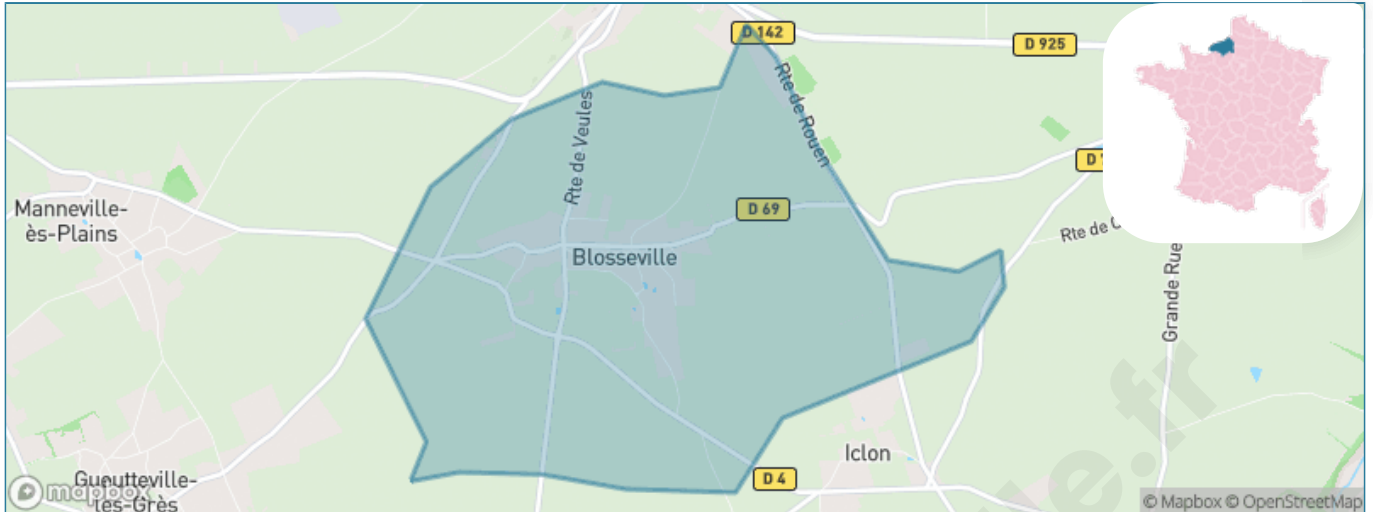 D 142
D 925
Rte de Rouen
Rte de Veules
Manneville-
ès-Plains
D 69
Rte de
Blosseville
Grande Rue
Iclon
D 4
Gueutteville-
les-Grès
mapbox
e.fr
© Mapbox © OpenStreetMap